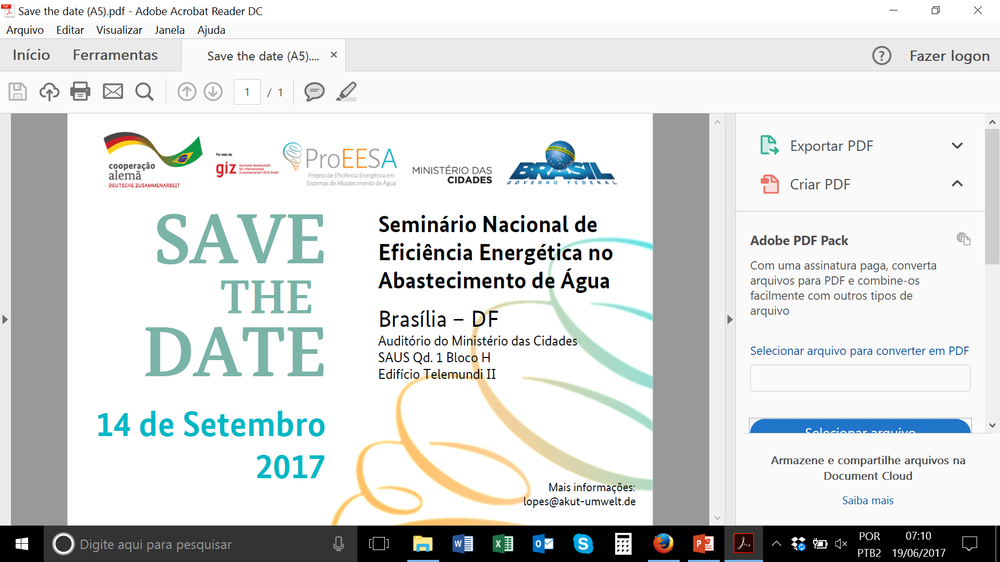 Save the date (A5).pdf - Adobe Acrobat Reader DC
Arquivo Editar Visualizar Janela Ajuda
Início Ferramentas Save the date (A5).... Fazer logon
1 / 1
cooperação
alemã
DEUTSCHE ZUSAMMENARBEIT
Por meio da:
giz Deutsche Gesellschaft
für Internationale
Zusammenarbeit (GIZ) GmbH
ProEESA
Projeto de Eficiência Energética em
Sistemas de Abastecimento de Água
MINISTÉRIO DAS
CIDADES
ORDEM E PROGRESSO
BRASIL
GOVERNO FEDERAL
SAVE
THE
DATE
14 de Setembro
2017
Seminário Nacional de
Eficiência Energética no
Abastecimento de Água
Brasília – DF
Auditório do Ministério das Cidades
SAUS Qd. 1 Bloco H
Edifício Telemundi II
Mais informações:
lopes@akut-umwelt.de
Exportar PDF
Criar PDF
Adobe PDF Pack
Com uma assinatura paga, converta
arquivos para PDF e combine-os
facilmente com outros tipos de
arquivo
Selecionar arquivo para converter em PDF
Selecionar arquivo
Armazene e compartilhe arquivos na
Document Cloud
Saiba mais
Digite aqui para pesquisar
POR
PTB2
07:10
19/06/2017